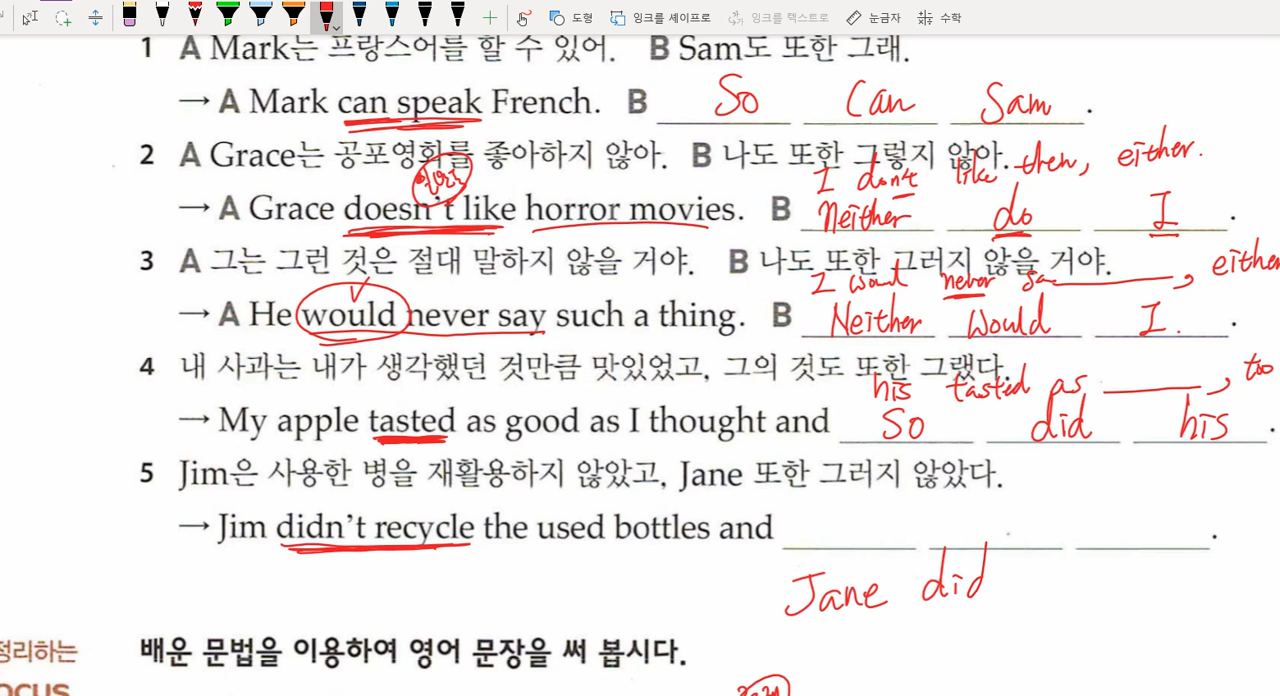 도형 잉크를 셰이프로 잉크를 텍스트로 눈금자 수학
1 A Mark는 프랑스어를 할 수 있어. B Sam도 또한 그래.
→ A Mark can speak French. B So Can Sam.
2 A Grace는 공포영화를 좋아하지 않아. B 나도 또한 그렇지 않아.
I don't like them, either.
→ A Grace doesn't like horror movies. B Neither do I.
3 A 그는 그런 것은 절대 말하지 않을 거야. B 나도 또한 그러지 않을 거야.
I never either
→ A He would never say such a thing. B Neither Would I.
4 내 사과는 내가 생각했던 것만큼 맛있었고, 그의 것도 또한 그랬다.
his tasted as , too
→ My apple tasted as good as I thought and So did his.
5 Jim은 사용한 병을 재활용하지 않았고, Jane 또한 그러지 않았다.
→ Jim didn't recycle the used bottles and .
Jane did
정리하는 배운 문법을 이용하여 영어 문장을 써 봅시다.
OCUS